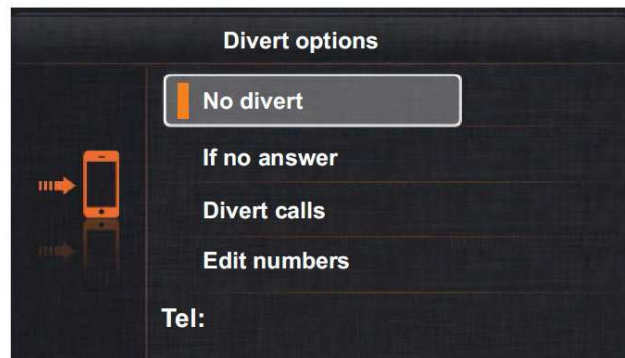 Divert options
No divert
If no answer
Divert calls
Edit numbers
Tel: